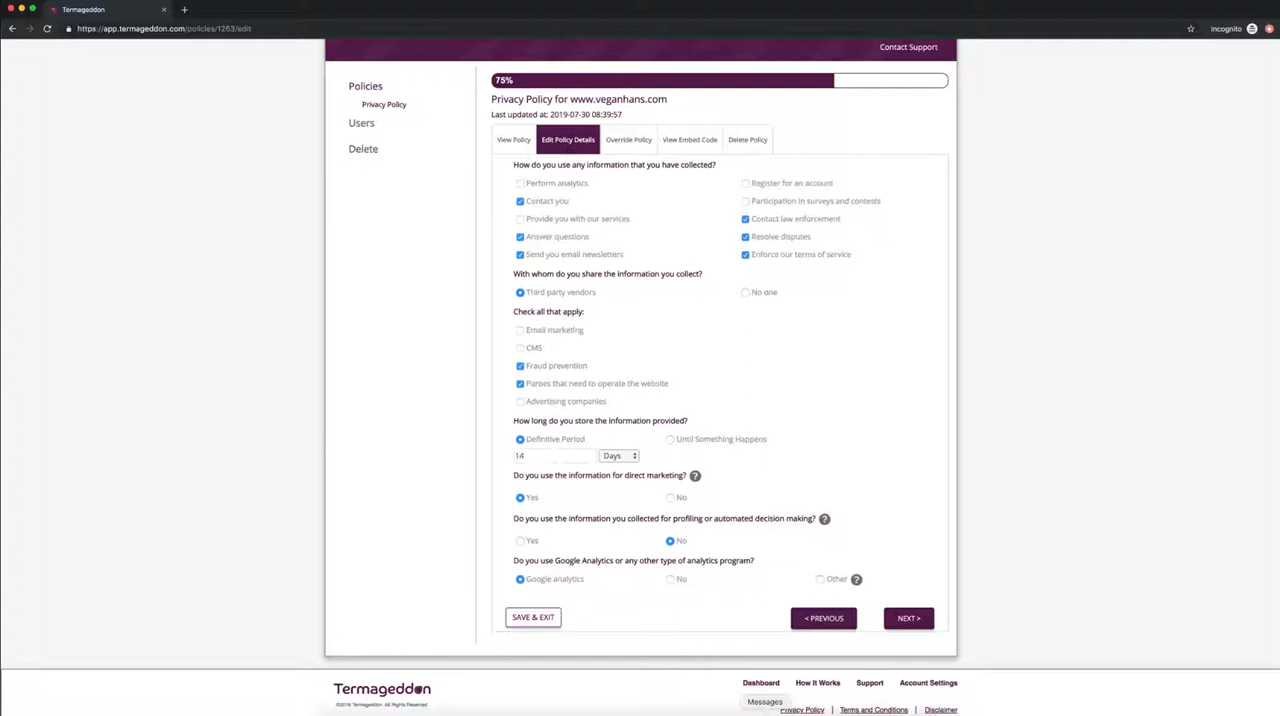 Termageddon
https://app.termageddon.com/policies/1263/edit
Incognito
Contact Support
Policies
Privacy Policy
Users
Delete
75%
Privacy Policy for www.veganhans.com
Last updated at: 2019-07-30 08:39:57
View Policy Edit Policy Details Override Policy View Embed Code Delete Policy
How do you use any information that you have collected?
Perform analytics Register for an account
Contact you Participation in surveys and contests
Provide you with our services Contact law enforcement
Answer questions Resolve disputes
Send you email newsletters Enforce our terms of service
With whom do you share the information you collect?
Third party vendors No one
Check all that apply:
Email marketing
CMS
Fraud prevention
Parties that need to operate the website
Advertising companies
How long do you store the information provided?
Definitive Period Until Something Happens
14 Days
Do you use the information for direct marketing? ?
Yes No
Do you use the information you collected for profiling or automated decision making? ?
Yes No
Do you use Google Analytics or any other type of analytics program?
Google analytics No Other ?
SAVE & EXIT < PREVIOUS NEXT >
Termageddon
©2019 Termageddon. All Rights Reserved
Dashboard How It Works Support Account Settings
Messages
Privacy Policy | Terms and Conditions | Disclaimer